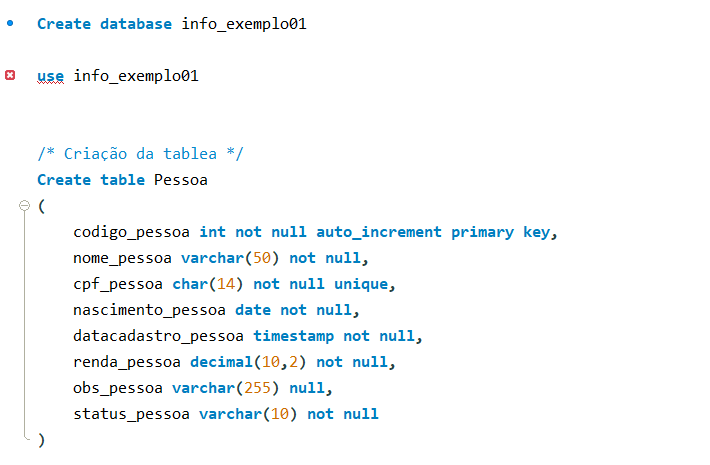 Create database info_exemplo01
use info_exemplo01
/* Criação da tablea */
Create table Pessoa
(
codigo_pessoa int not null auto_increment primary key,
nome_pessoa varchar(50) not null,
cpf_pessoa char(14) not null unique,
nascimento_pessoa date not null,
datacadastro_pessoa timestamp not null,
renda_pessoa decimal(10,2) not null,
obs_pessoa varchar(255) null,
status_pessoa varchar(10) not null
)